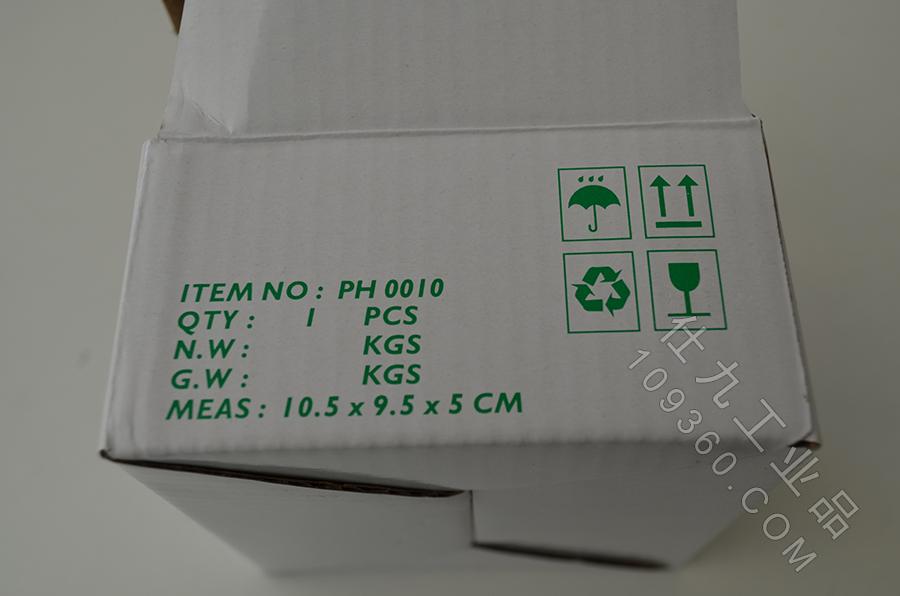 ITEM NO : PH 0010
QTY : 1 PCS
N.W : KGS
G.W : KGS
MEAS : 10.5 x 9.5 x 5 CM
仕九工业品
109360.COM